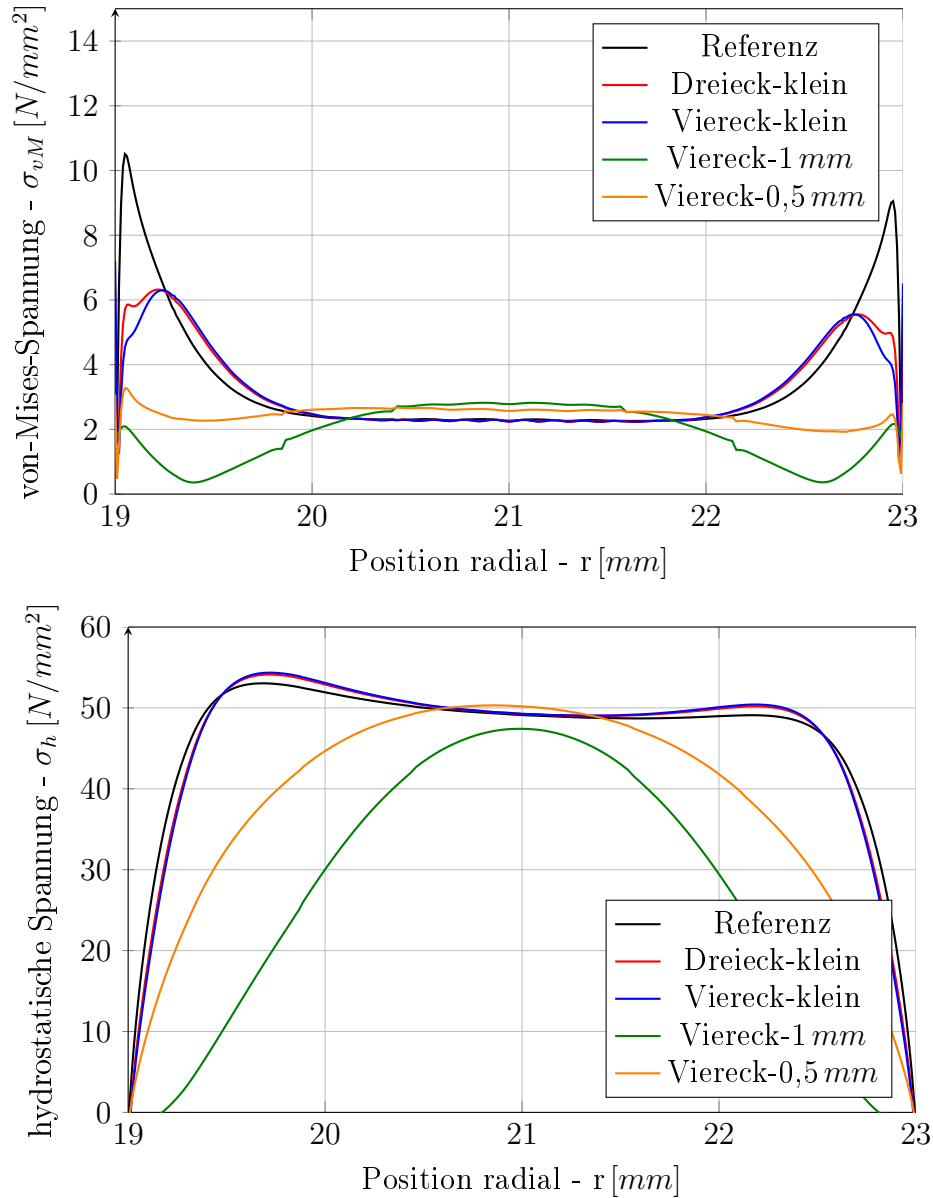 von-Mises-Spannung - σ_vM [N/mm²]
14
12
10
8
6
4
2
0
19 20 21 22 23
Position radial - r [mm]
Referenz
Dreieck-klein
Viereck-klein
Viereck-1 mm
Viereck-0,5 mm
hydrostatische Spannung - σ_h [N/mm²]
60
50
40
30
20
10
0
19 20 21 22 23
Position radial - r [mm]
Referenz
Dreieck-klein
Viereck-klein
Viereck-1 mm
Viereck-0,5 mm